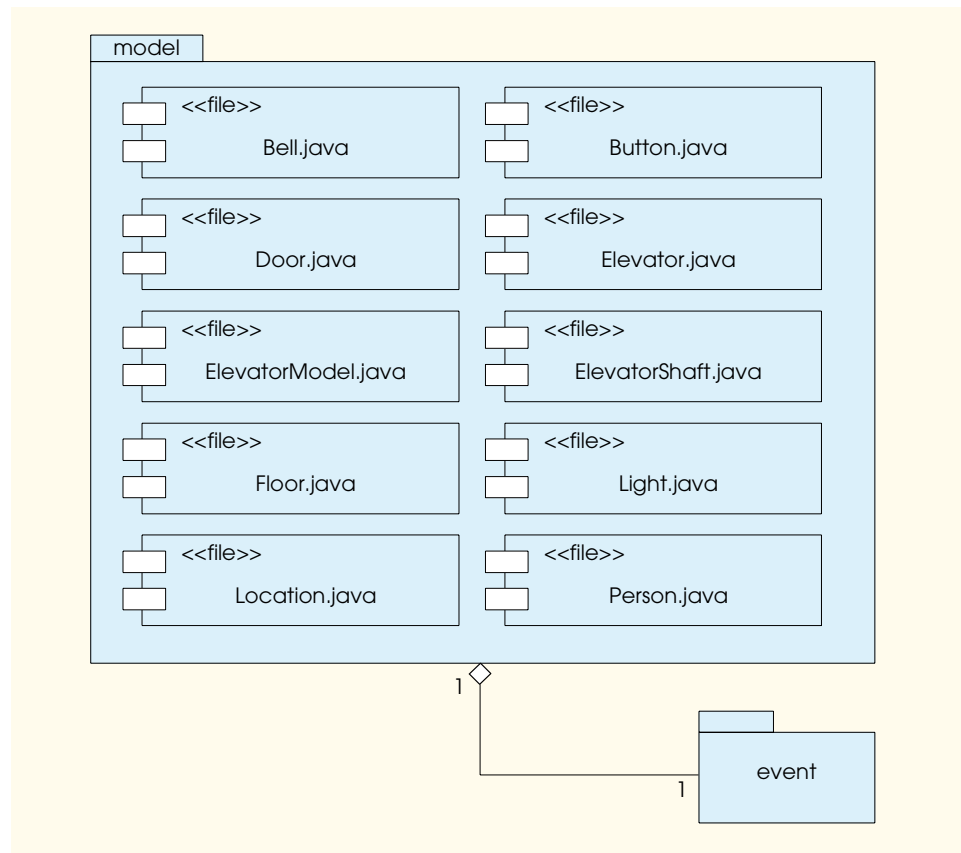 model
<<file>>
Bell.java
<<file>>
Button.java
<<file>>
Door.java
<<file>>
Elevator.java
<<file>>
ElevatorModel.java
<<file>>
ElevatorShaft.java
<<file>>
Floor.java
<<file>>
Light.java
<<file>>
Location.java
<<file>>
Person.java
1
event
1